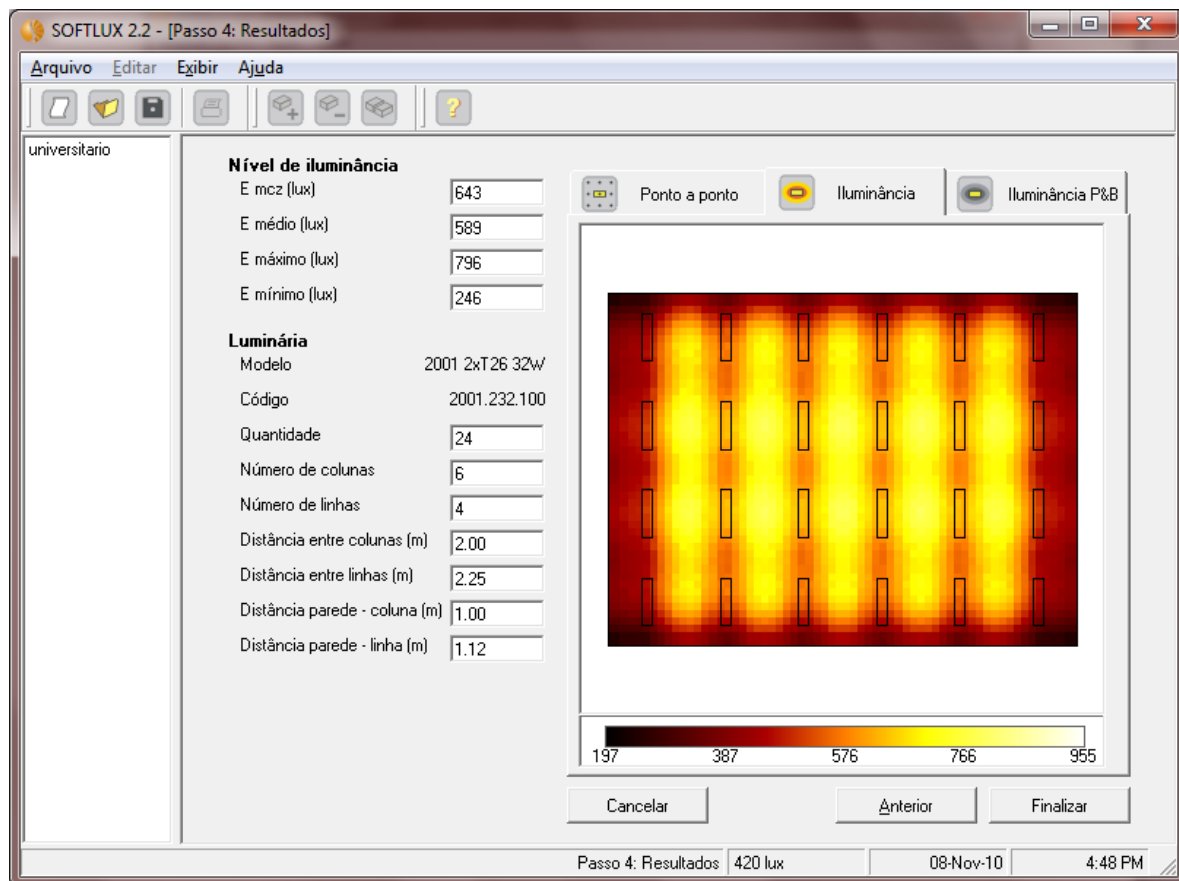 SOFTLUX 2.2 - [Passo 4: Resultados]
Arquivo Editar Exibir Ajuda
universitario
Nível de iluminância
E mcz (lux) 643
E médio (lux) 589
E máximo (lux) 796
E mínimo (lux) 246
Luminária
Modelo 2001 2xT26 32W
Código 2001.232.100
Quantidade 24
Número de colunas 6
Número de linhas 4
Distância entre colunas (m) 2.00
Distância entre linhas (m) 2.25
Distância parede - coluna (m) 1.00
Distância parede - linha (m) 1.12
Ponto a ponto Iluminância Iluminância P&B
197 387 576 766 955
Cancelar Anterior Finalizar
Passo 4: Resultados 420 lux 08-Nov-10 4:48 PM